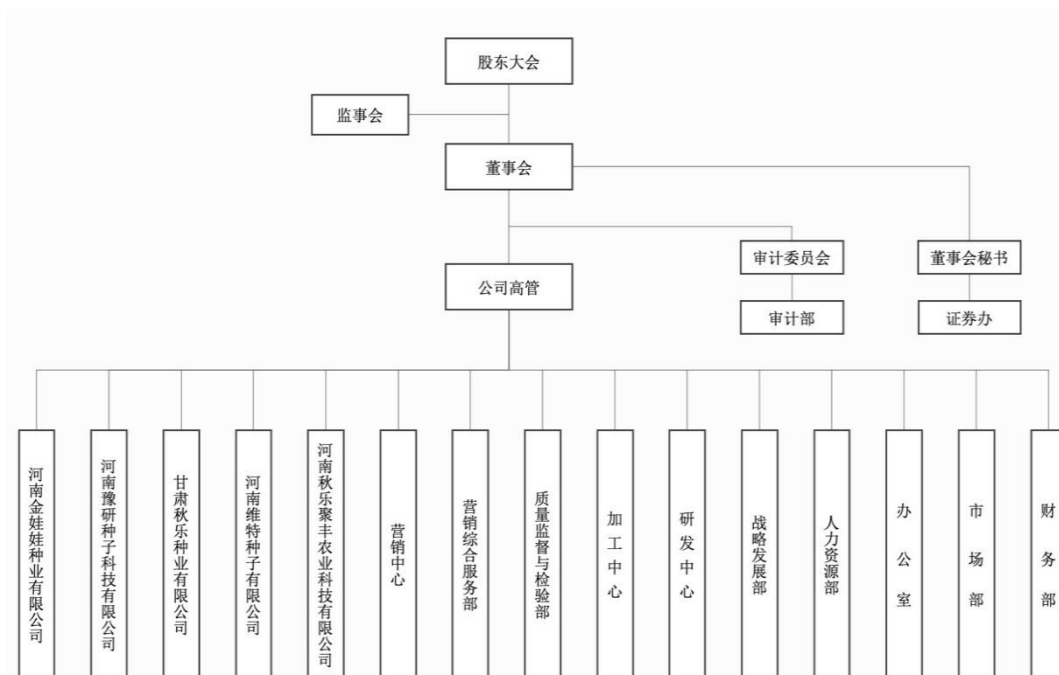 股东大会
监事会
董事会
审计委员会
董事会秘书
公司高管
审计部
证券办
河南金娃娃种业有限公司
河南豫研种子科技有限公司
甘肃秋乐种业有限公司
河南维特种子有限公司
河南秋乐聚丰农业科技有限公司
营销中心
营销综合服务部
质量监督与检验部
加工中心
研发中心
战略发展部
人力资源部
办公室
市场部
财务部